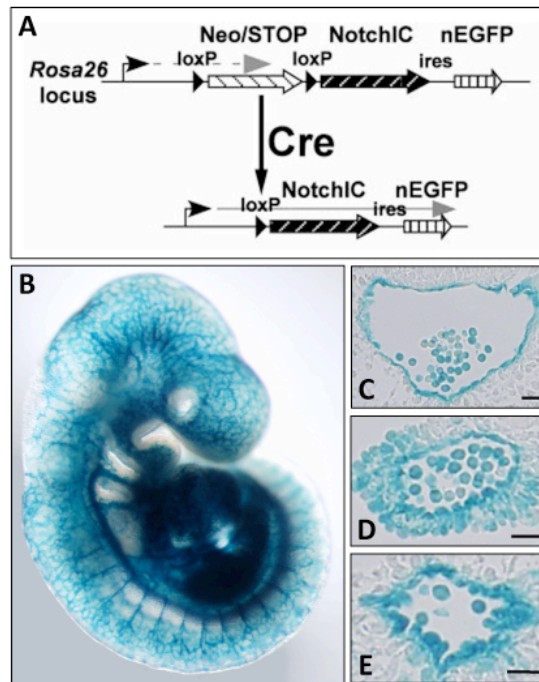 A
Neo/STOP NotchIC nEGFP
loxP loxP ires
Rosa26
locus
Cre
NotchIC nEGFP
loxP ires
B
C
D
E